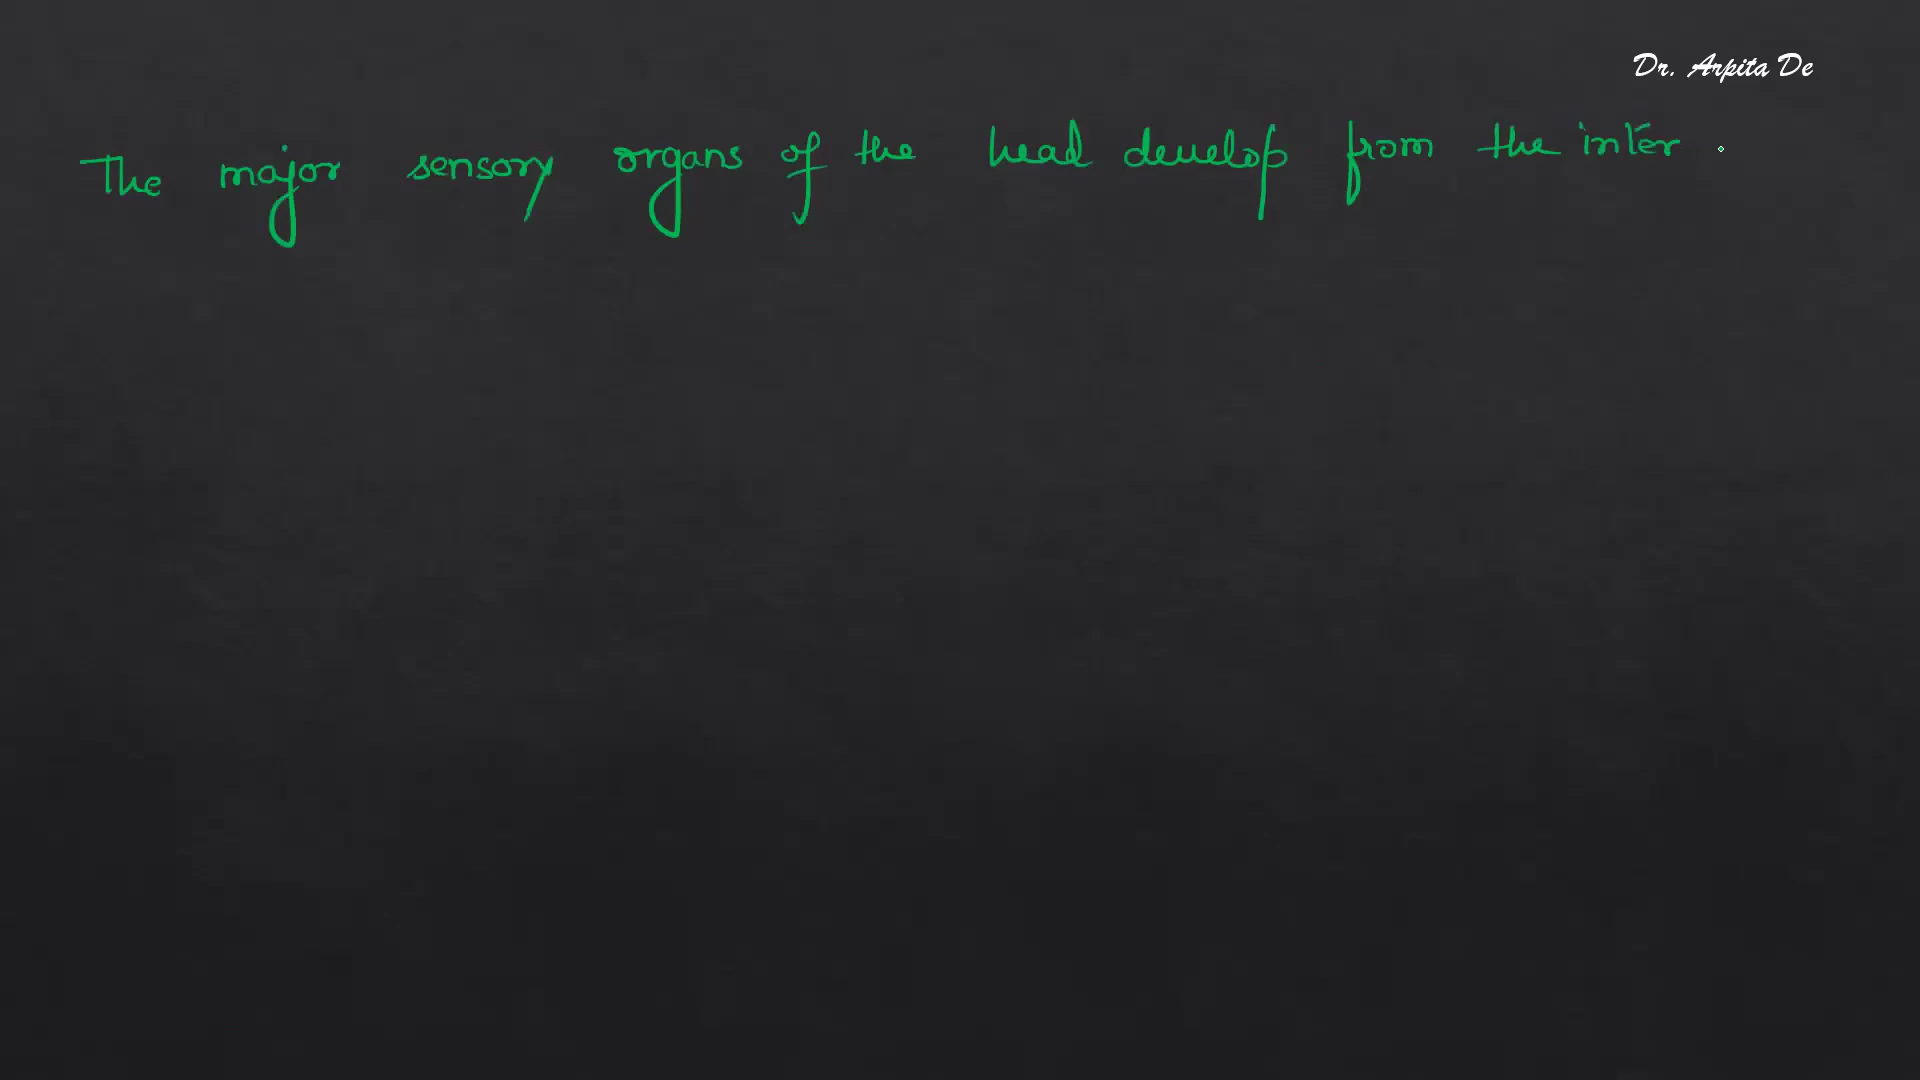 Dr. Arpita De
The major sensory organs of the head develop from the inter